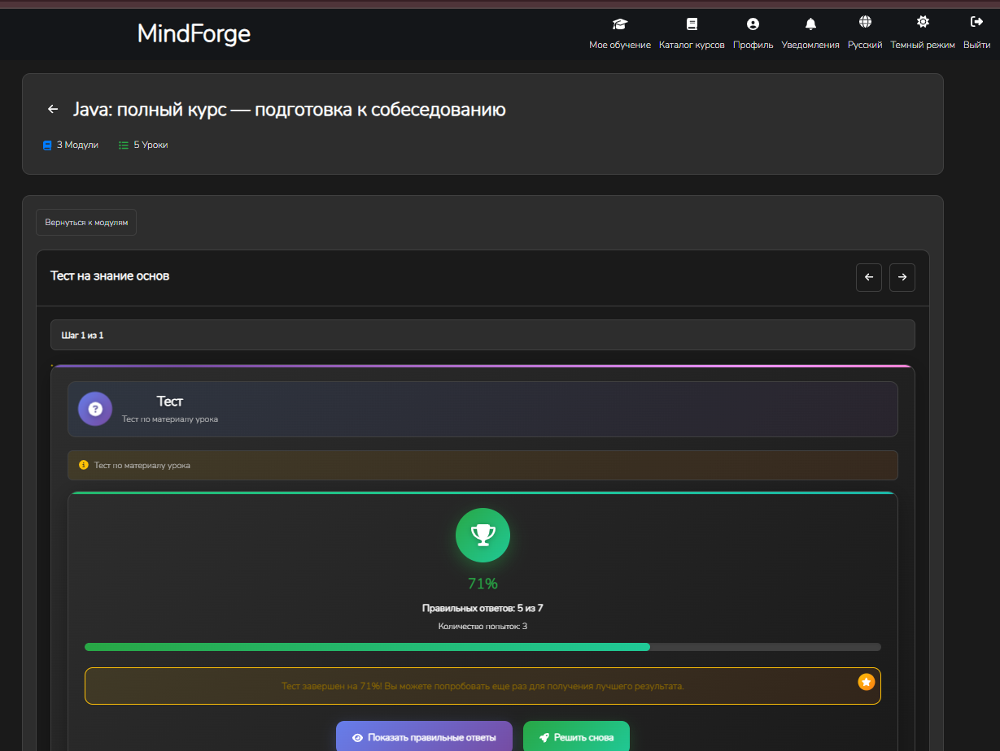 MindForge
Мое обучение Каталог курсов Профиль Уведомления Русский Темный режим Выйти
Java: полный курс — подготовка к собеседованию
3 Модули 5 Уроки
Вернуться к модулям
Тест на знание основ
Шаг 1 из 1
Тест
Тест по материалу урока
Тест по материалу урока
71%
Правильных ответов: 5 из 7
Количество попыток: 3
Тест завершен на 71%! Вы можете попробовать еще раз для получения лучшего результата.
Показать правильные ответы Решить снова